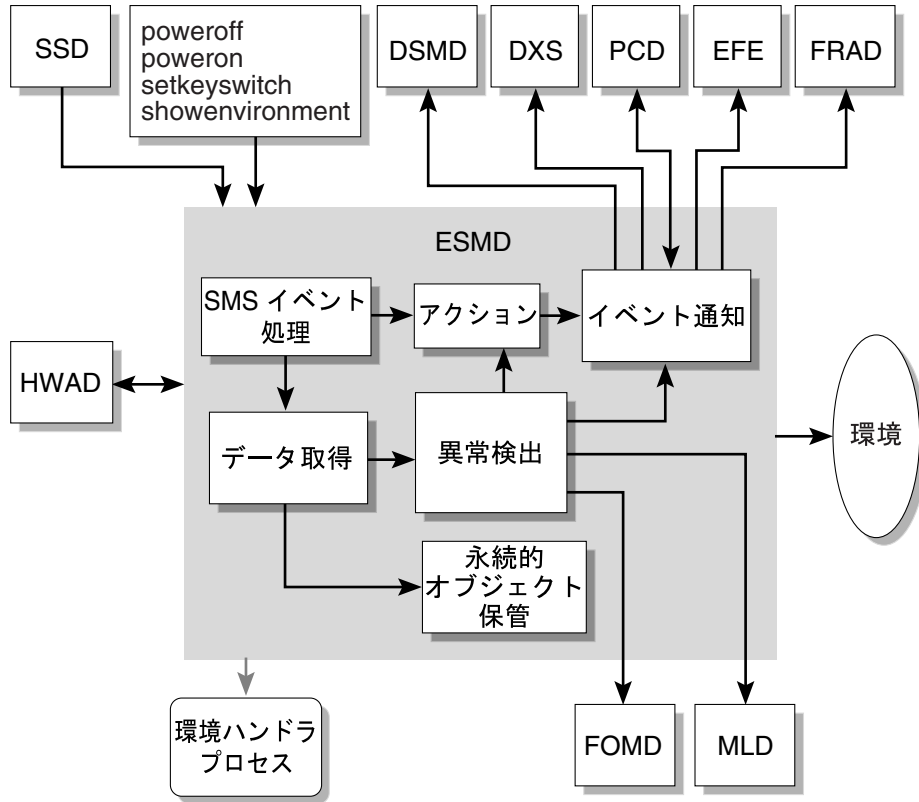 SSD
poweroff
poweron
setkeyswitch
showenvironment
DSMD
DXS
PCD
EFE
FRAD
ESMD
SMS イベント
処理
アクション
イベント通知
HWAD
データ取得
異常検出
環境
永続的
オブジェクト
保管
環境ハンドラ
プロセス
FOMD
MLD